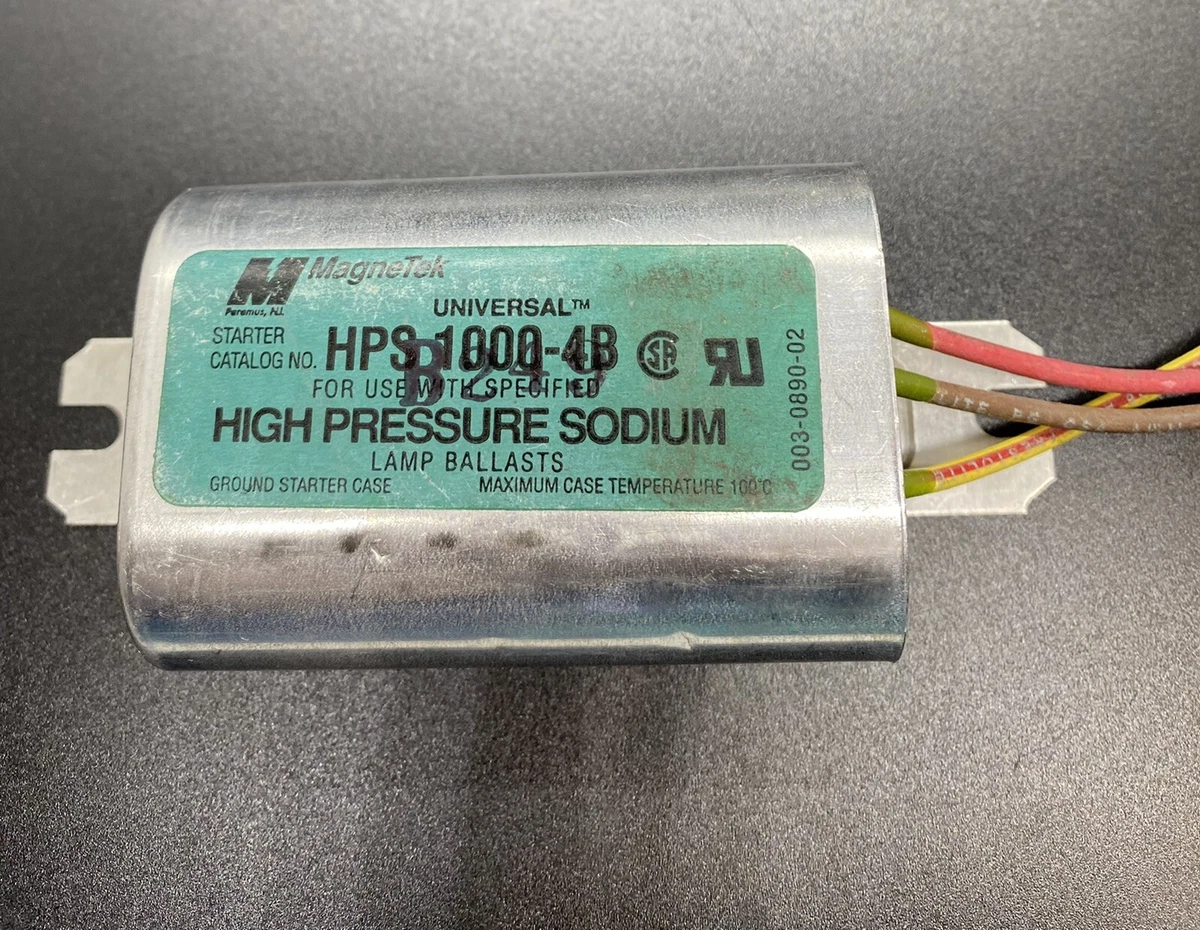 MagneTek
Paramus, N.J.
UNIVERSAL™
STARTER
CATALOG NO. HPS 1000-4B
FOR USE WITH SPECIFIED
HIGH PRESSURE SODIUM
LAMP BALLASTS
GROUND STARTER CASE MAXIMUM CASE TEMPERATURE 100°C
003-0890-02